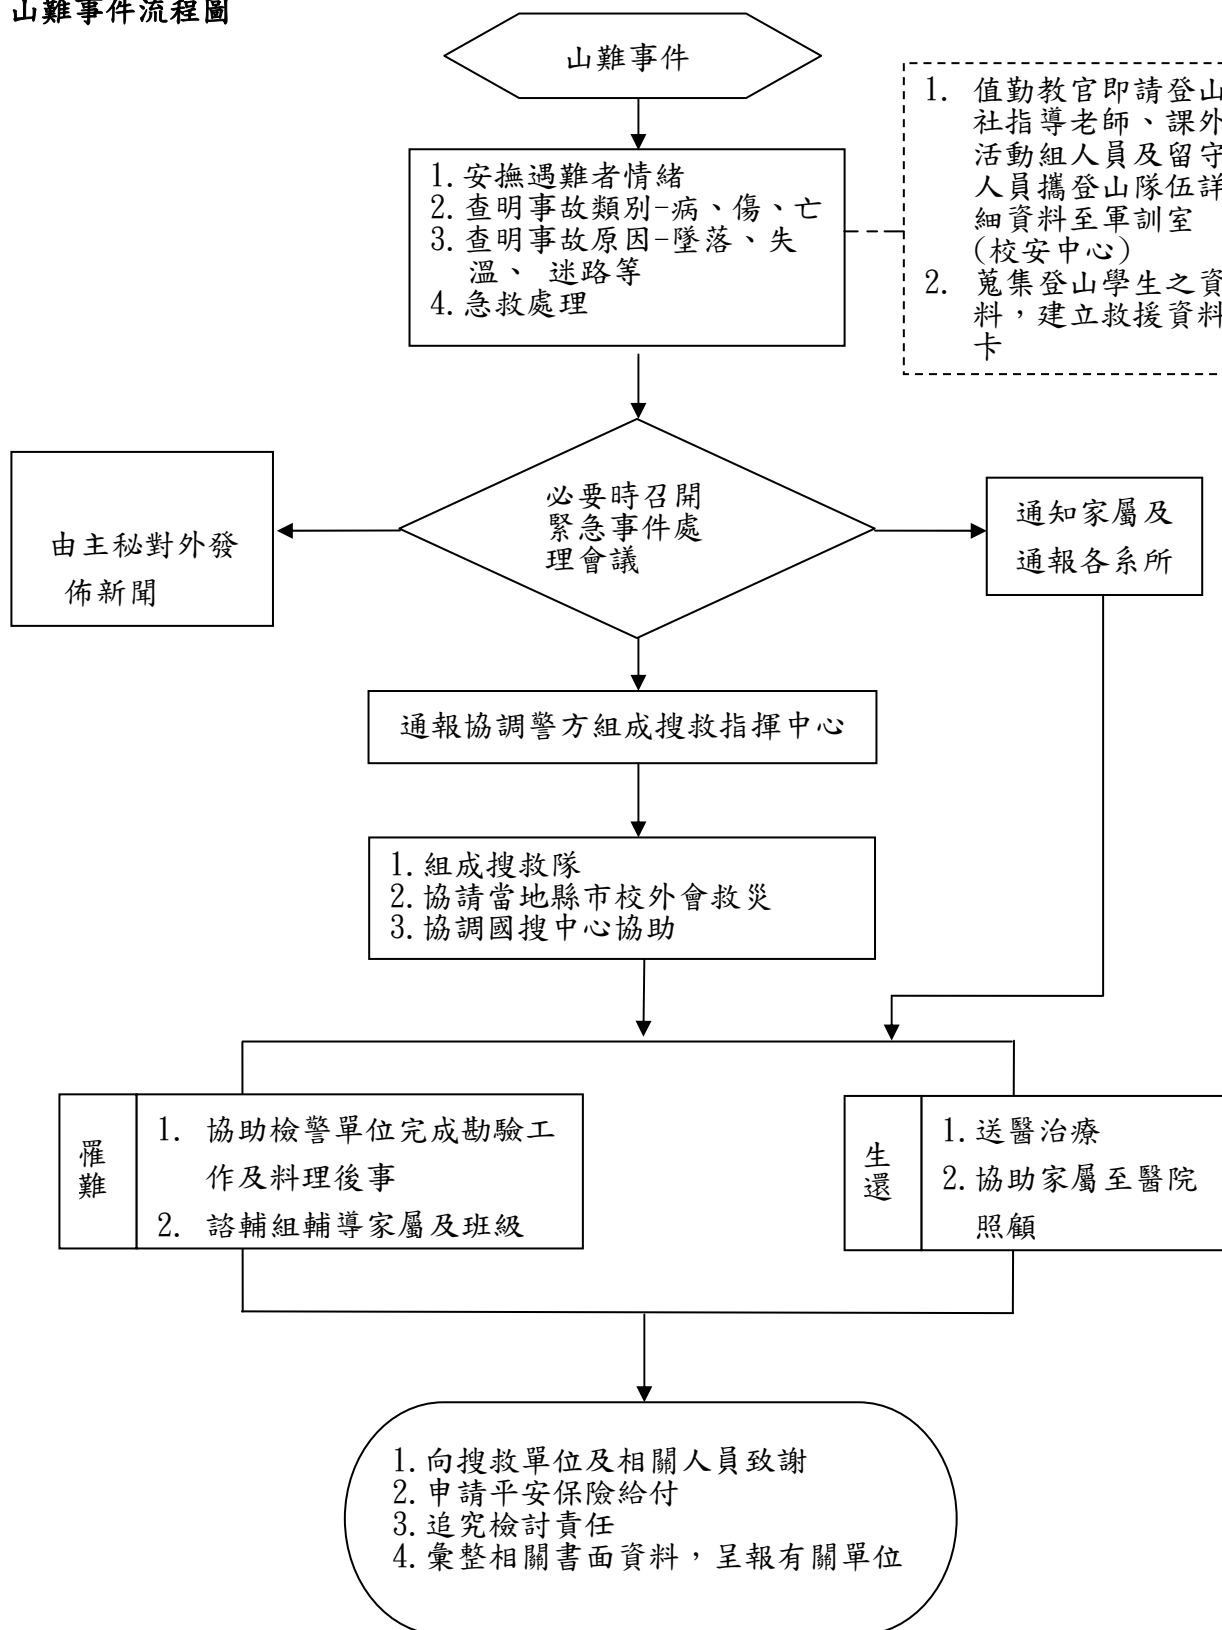 山難事件流程圖
山難事件
1. 值勤教官即請登山
社指導老師、課外
活動組人員及留守
人員攜登山隊伍詳
細資料至軍訓室
(校安中心)
2. 蒐集登山學生之資
料，建立救援資料
卡
1.安撫遇難者情緒
2.查明事故類別-病、傷、亡
3.查明事故原因-墜落、失
溫、 迷路等
4.急救處理
必要時召開
緊急事件處
理會議
由主秘對外發
佈新聞
通知家屬及
通報各系所
通報協調警方組成搜救指揮中心
1.組成搜救隊
2.協請當地縣市校外會救災
3.協調國搜中心協助
罹
難
1. 協助檢警單位完成勘驗工
作及料理後事
2. 諮輔組輔導家屬及班級
生
還
1.送醫治療
2.協助家屬至醫院
照顧
1.向搜救單位及相關人員致謝
2.申請平安保險給付
3.追究檢討責任
4.彙整相關書面資料，呈報有關單位